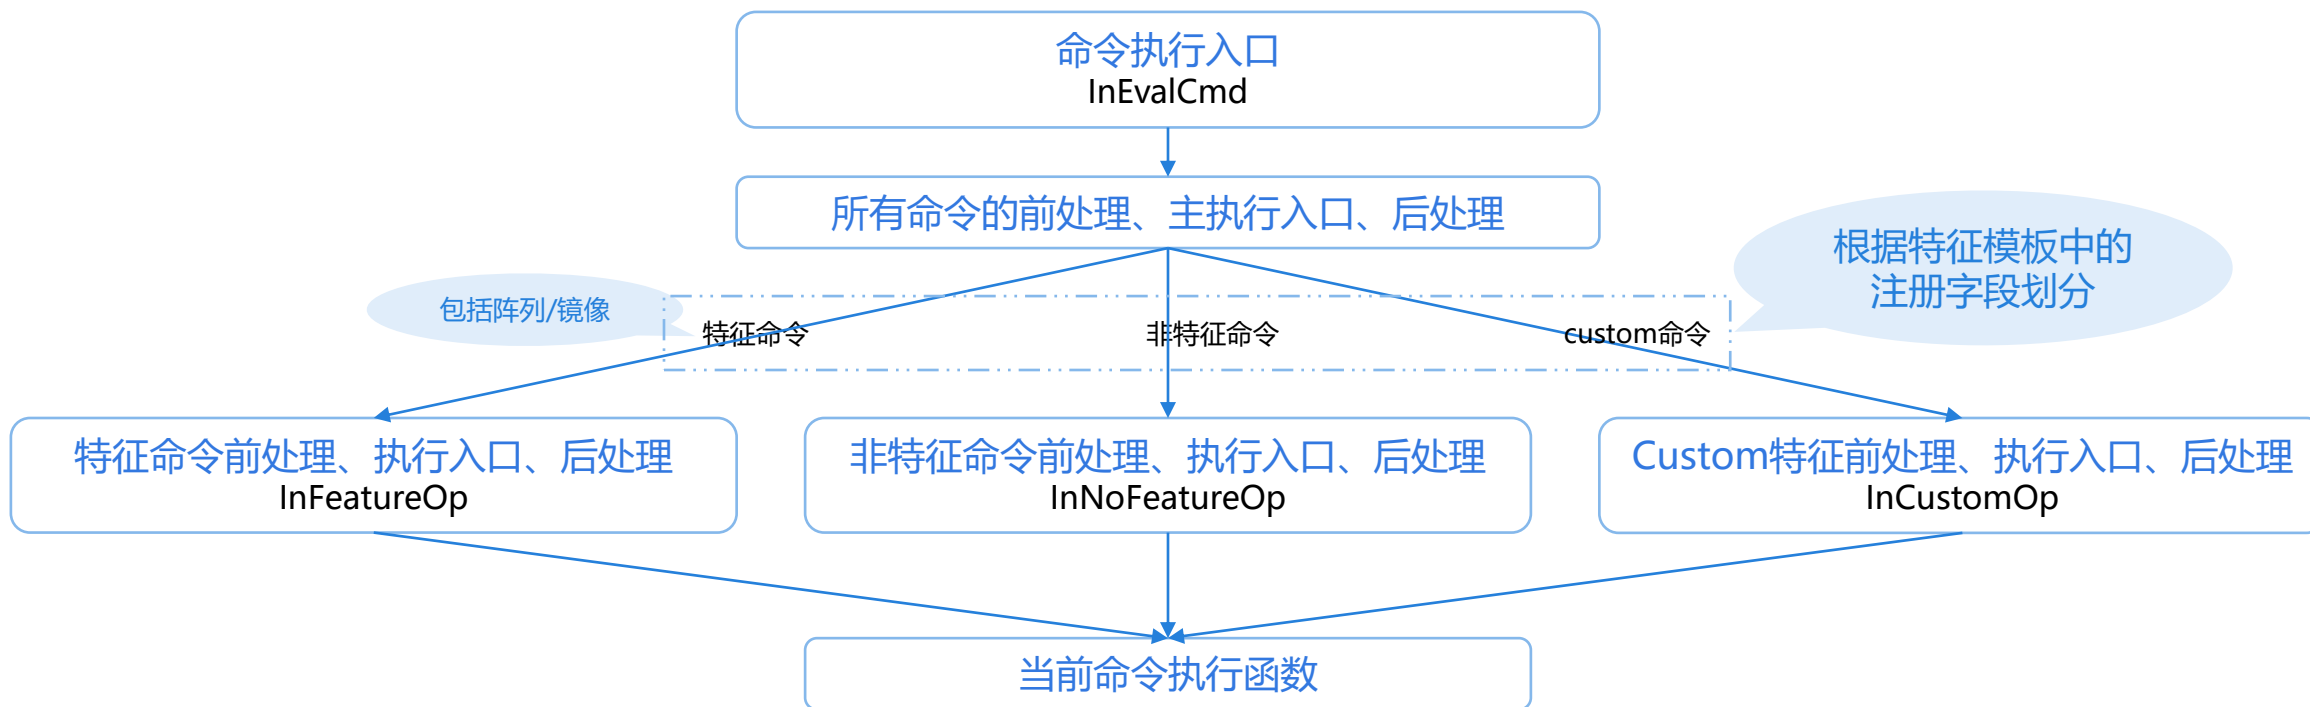 命令执行入口
InEvalCmd
所有命令的前处理、主执行入口、后处理
根据特征模板中的
注册字段划分
包括阵列/镜像
特征命令
非特征命令
custom命令
特征命令前处理、执行入口、后处理
InFeatureOp
非特征命令前处理、执行入口、后处理
InNoFeatureOp
Custom特征前处理、执行入口、后处理
InCustomOp
当前命令执行函数